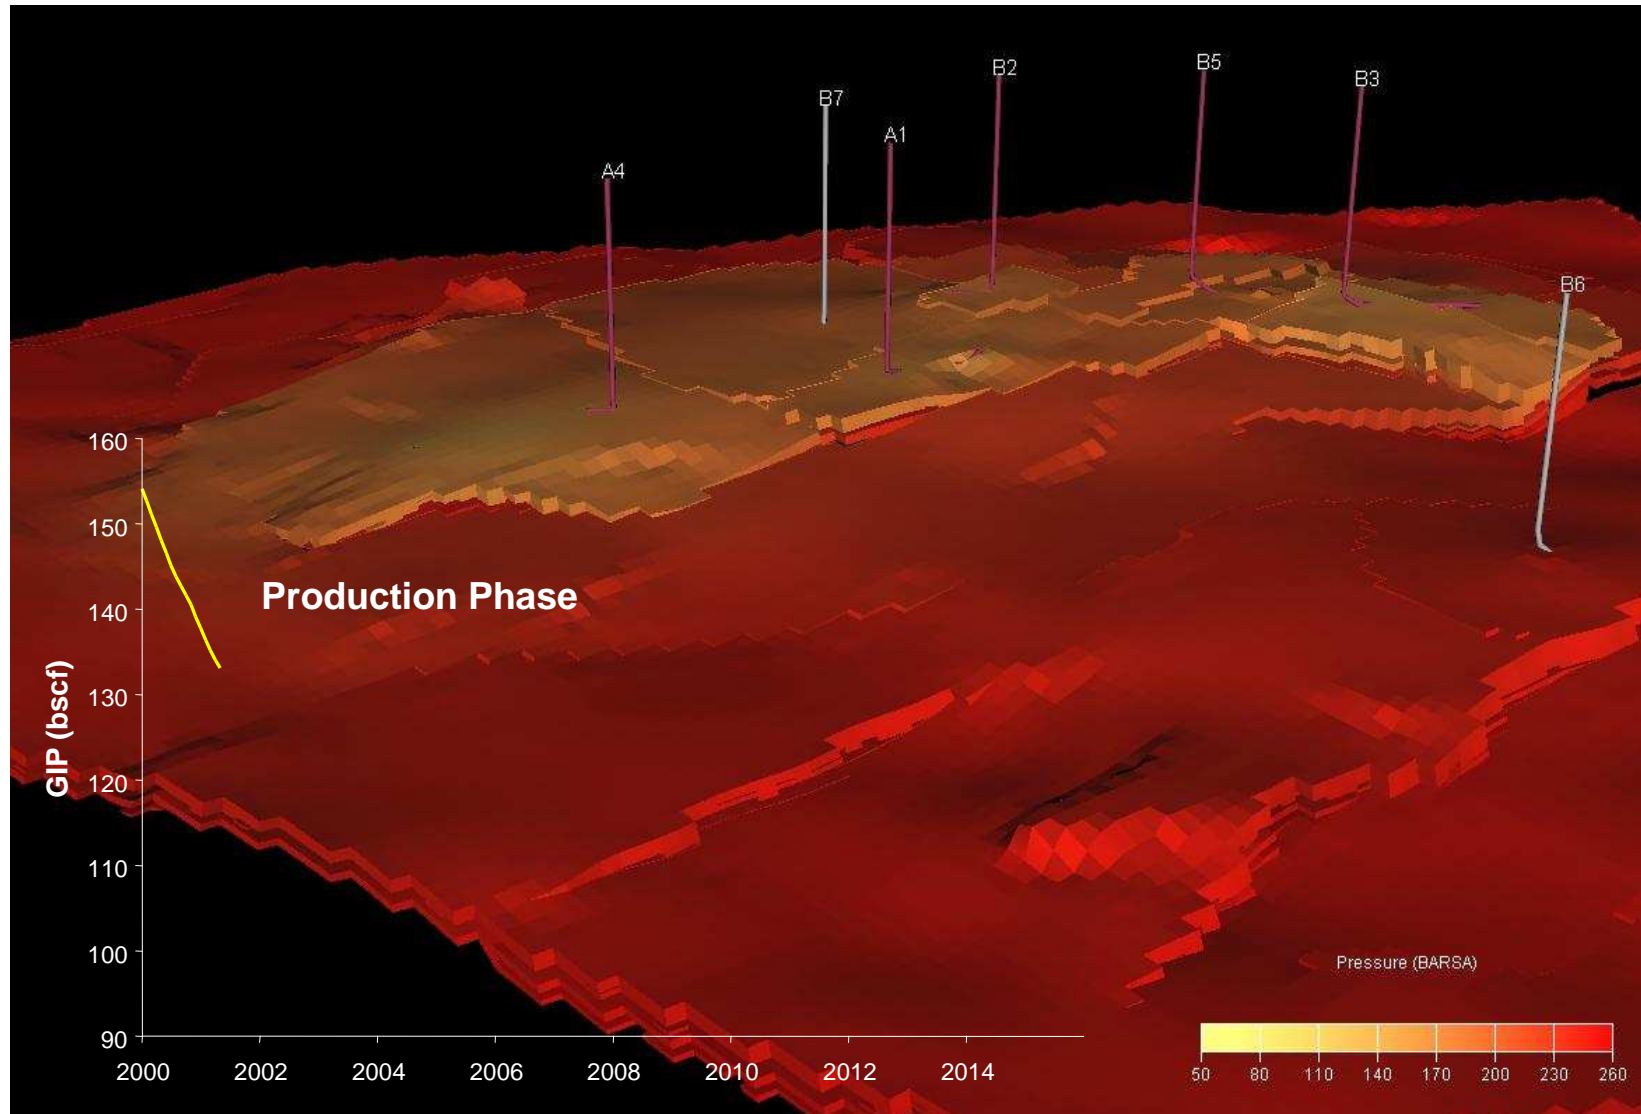 B2
B5
B3
B7
A1
A4
B6
160
150
140
130
120
110
100
90
GIP (bscf)
Production Phase
2000 2002 2004 2006 2008 2010 2012 2014
Pressure (BARSA)
50 80 110 140 170 200 230 260